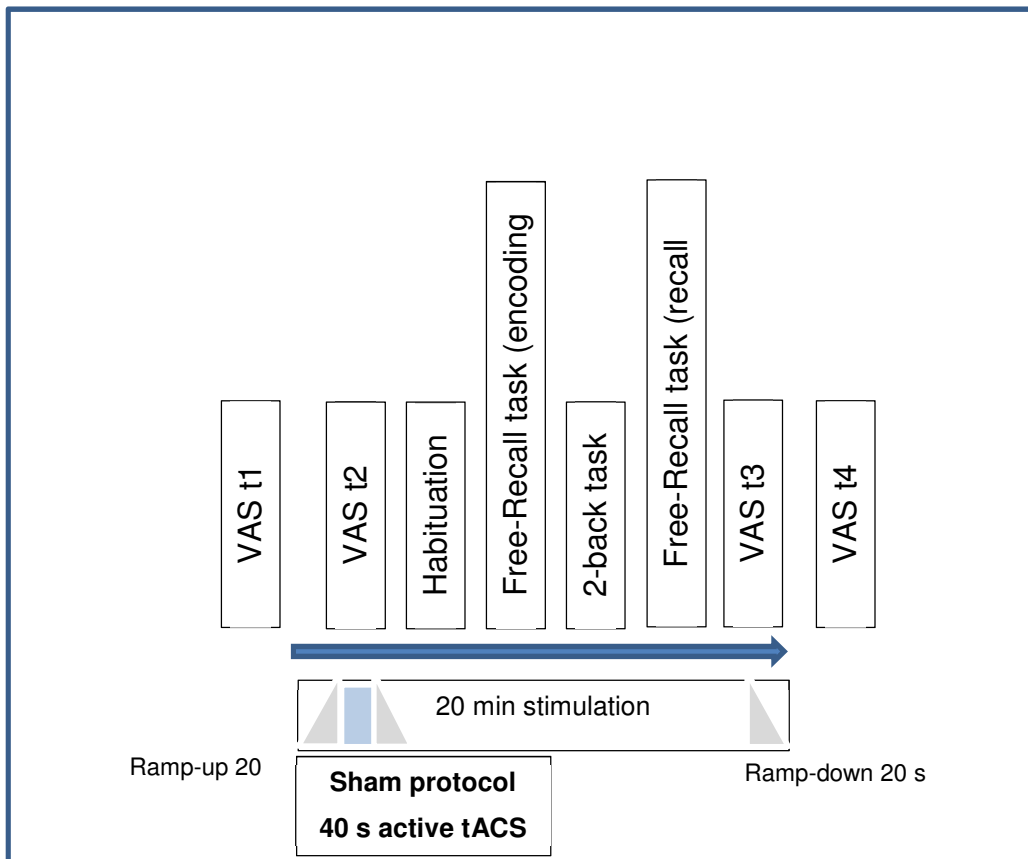 VAS t1
VAS t2
Habituation
Free-Recall task (encoding
2-back task
Free-Recall task (recall
VAS t3
VAS t4
20 min stimulation
Ramp-up 20
Ramp-down 20 s
Sham protocol
40 s active tACS